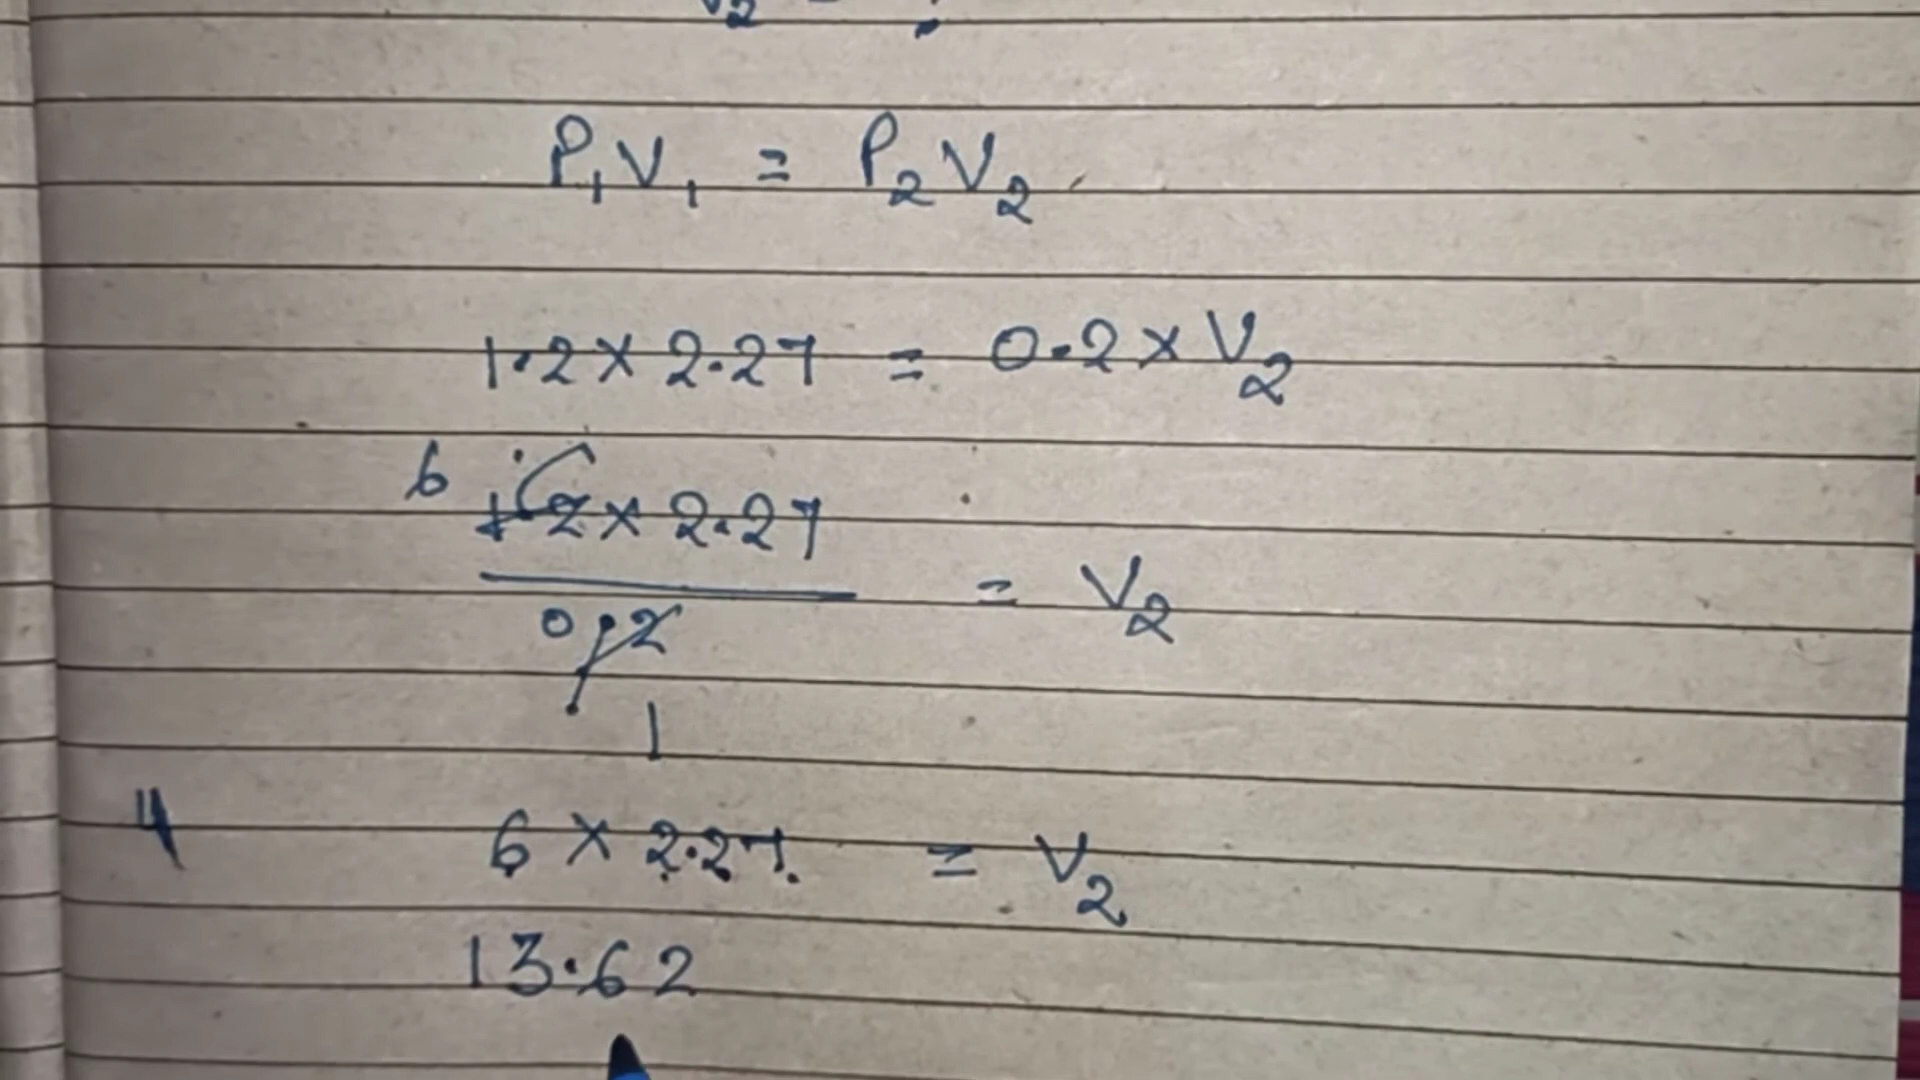 V2 = ?
P1V1 = P2V2
1.2 × 2.27 = 0.2 × V2
6 1.2 × 2.27
= V2
0.2
1
4 6 × 2.27 = V2
13.62